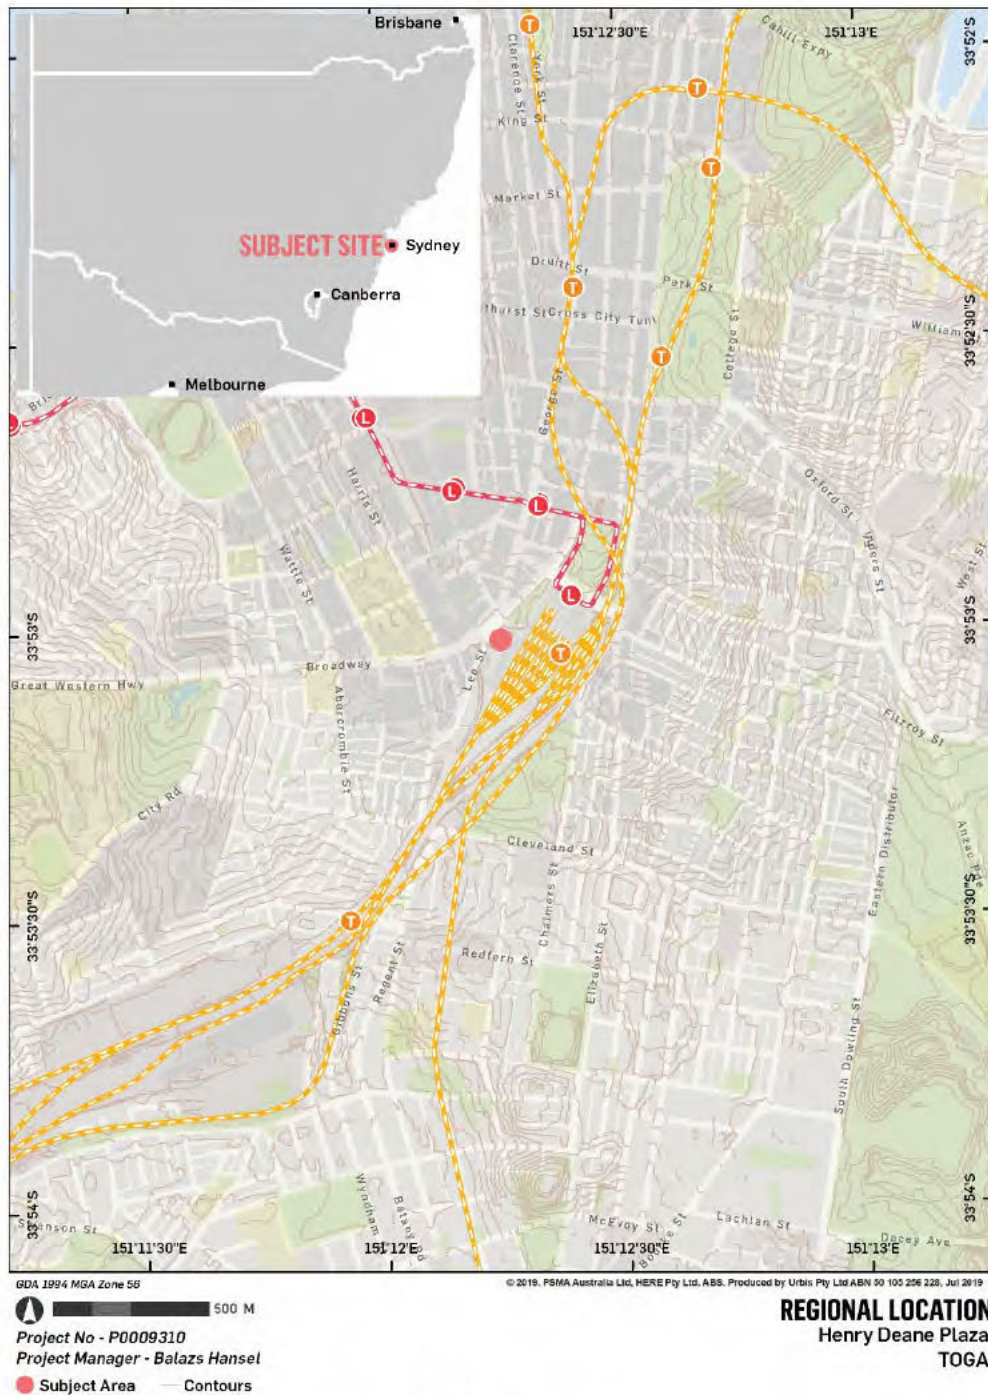 Brisbane
SUBJECT SITE
Sydney
Canberra
Melbourne
151°12'30"E
151°13'E
33°52'S
Cahill Expy
Clarence St
York St
King St
Market St
Druitt St
Park St
thurst St
Cross City Tunl
College St
William
33°52'30"S
George St
T
T
T
T
T
T
T
T
L
L
L
L
L
Harris St
Wattle St
Oxford St
West St
33°53'S
33°53'S
Lee St
Broadway
Great Western Hwy
Abercrombie St
Fitzroy St
City Rd
Cleveland St
Chalmers St
Eastern Distributor
Anzac Pde
33°53'30"S
33°53'30"S
Redfern St
Elizabeth St
Regent St
Gibbons St
South Dowling St
33°54'S
33°54'S
Wyndham
Botany Rd
McEvoy St
Lachlan St
Dacey Ave
151°11'30"E
151°12'E
151°12'30"E
151°13'E
GDA 1994 MGA Zone 56
© 2019. PSMA Australia Ltd, HERE Pty Ltd. ABS. Produced by Urbis Pty Ltd ABN 50 105 256 228, Jul 2019
500 M
REGIONAL LOCATION
Henry Deane Plaza
TOGA
Project No - P0009310
Project Manager - Balazs Hansel
Subject Area
Contours